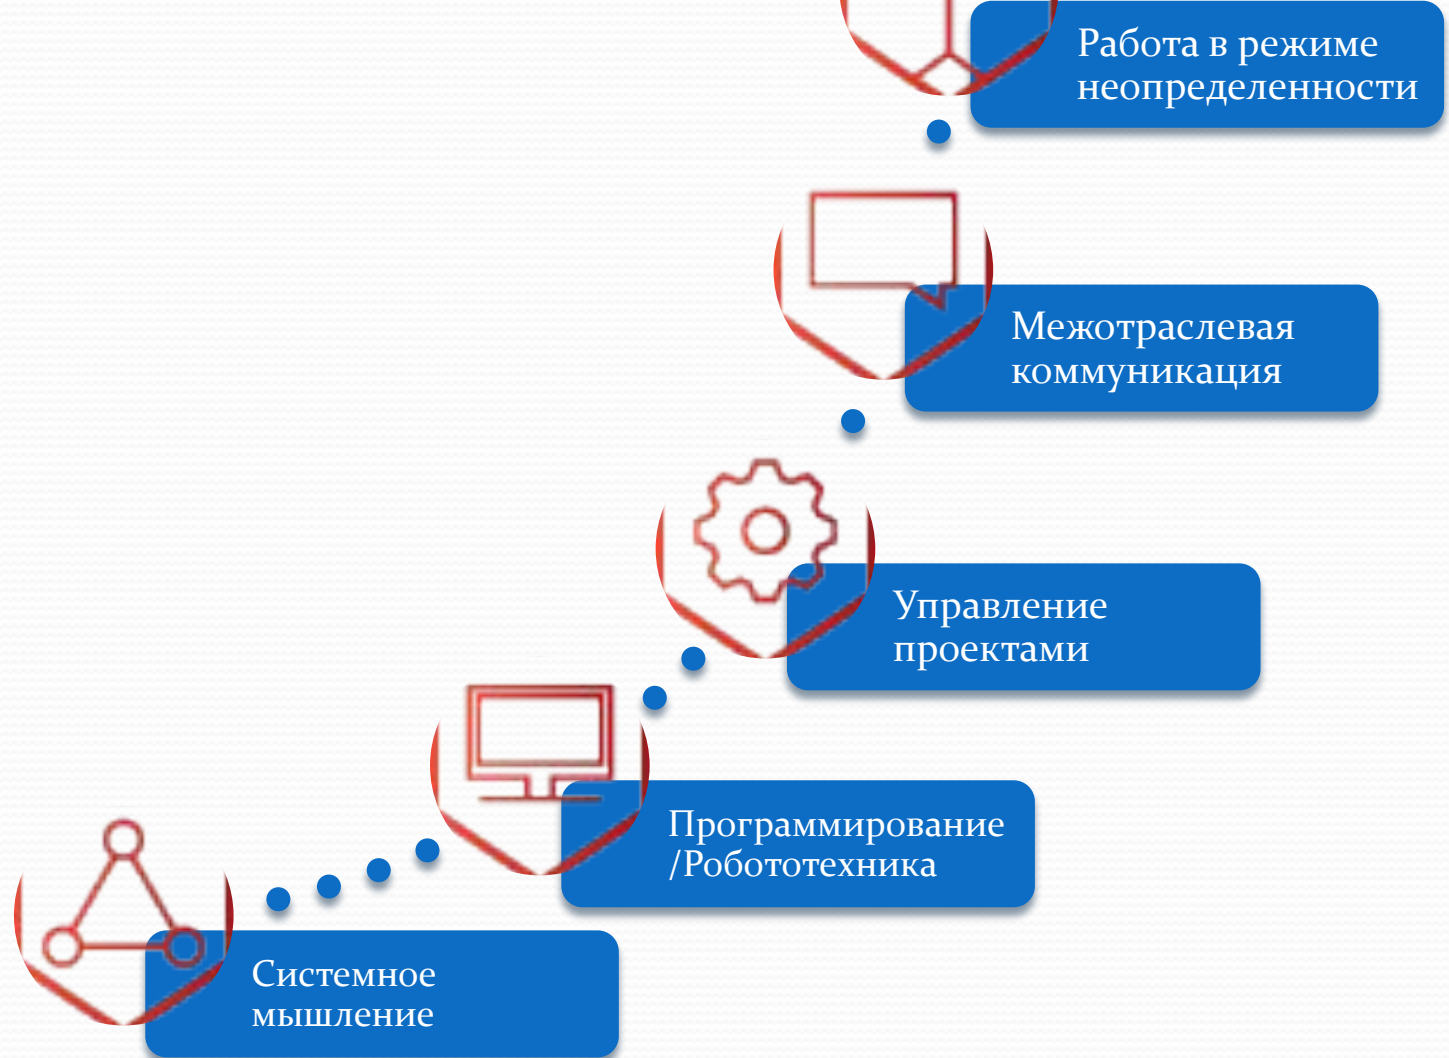 Работа в режиме
неопределенности
Межотраслевая
коммуникация
Управление
проектами
Программирование
/Робототехника
Системное
мышление